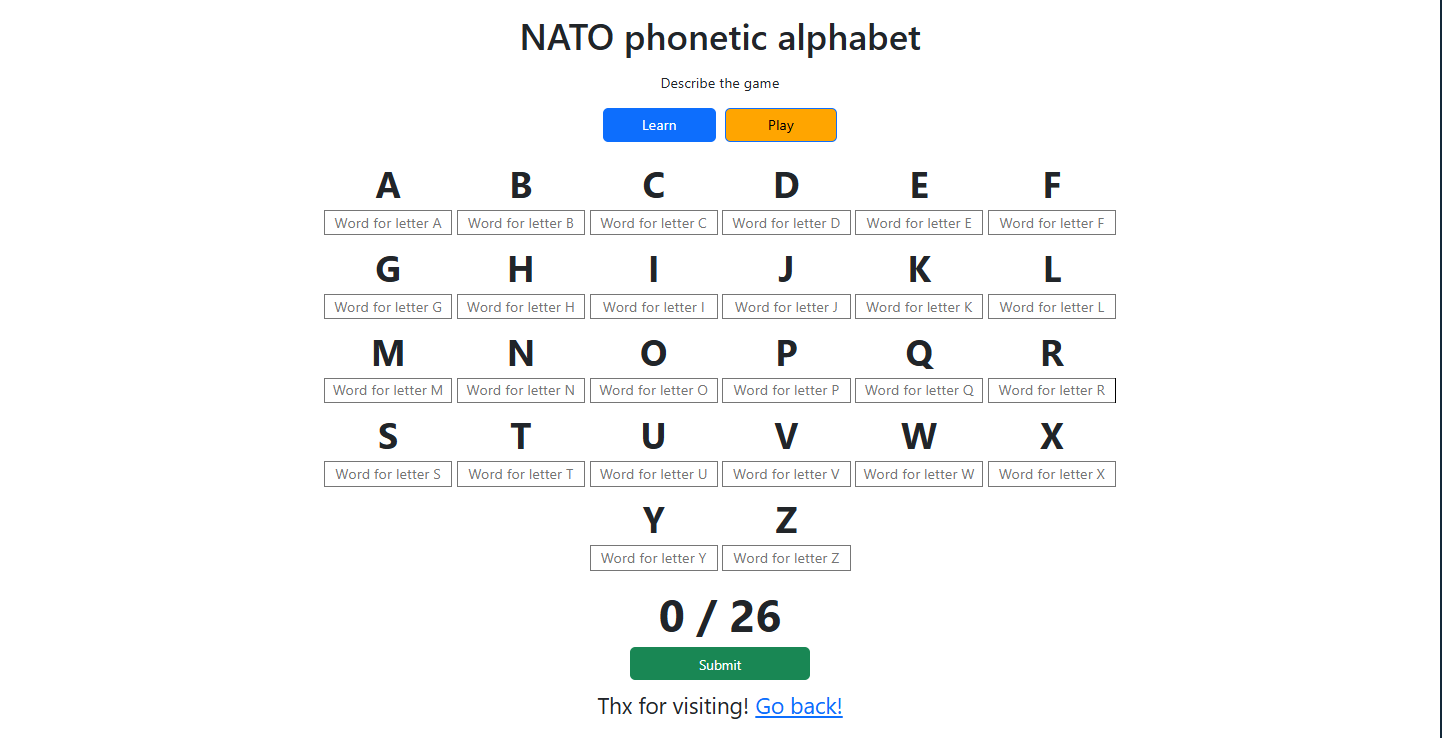 NATO phonetic alphabet
Describe the game
Learn Play
A B C D E F
Word for letter A Word for letter B Word for letter C Word for letter D Word for letter E Word for letter F
G H I J K L
Word for letter G Word for letter H Word for letter I Word for letter J Word for letter K Word for letter L
M N O P Q R
Word for letter M Word for letter N Word for letter O Word for letter P Word for letter Q Word for letter R
S T U V W X
Word for letter S Word for letter T Word for letter U Word for letter V Word for letter W Word for letter X
Y Z
Word for letter Y Word for letter Z
0 / 26
Submit
Thx for visiting! Go back!